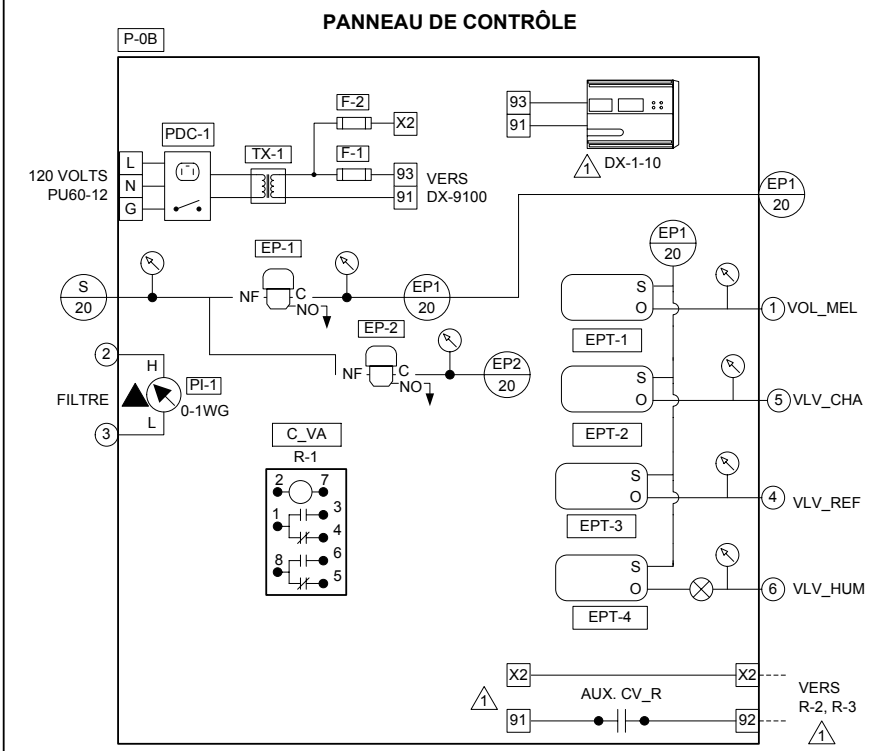 PANNEAU DE CONTRÔLE
P-0B
F-2
X2
93
91
1 DX-1-10
PDC-1
TX-1
F-1
93
91
VERS
DX-9100
120 VOLTS
PU60-12
L
N
G
EP1
20
EP1
20
EP-1
S
20
NF
C
NO
EP1
20
EP-2
NF
C
NO
EP2
20
S
O
EPT-1
1 VOL_MEL
S
O
EPT-2
5 VLV_CHA
S
O
EPT-3
4 VLV_REF
S
O
EPT-4
6 VLV_HUM
2
H
FILTRE
PI-1
0-1WG
L
3
C_VA
R-1
2
7
1
3
4
8
6
5
X2
X2
1
AUX. CV_R
91
92
VERS
R-2, R-3
1